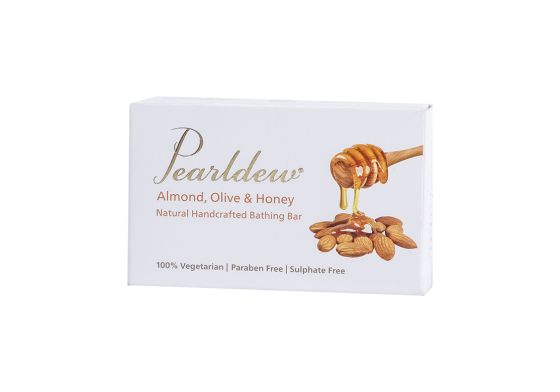 Pearldew®
Almond, Olive & Honey
Natural Handcrafted Bathing Bar
100% Vegetarian | Paraben Free | Sulphate Free